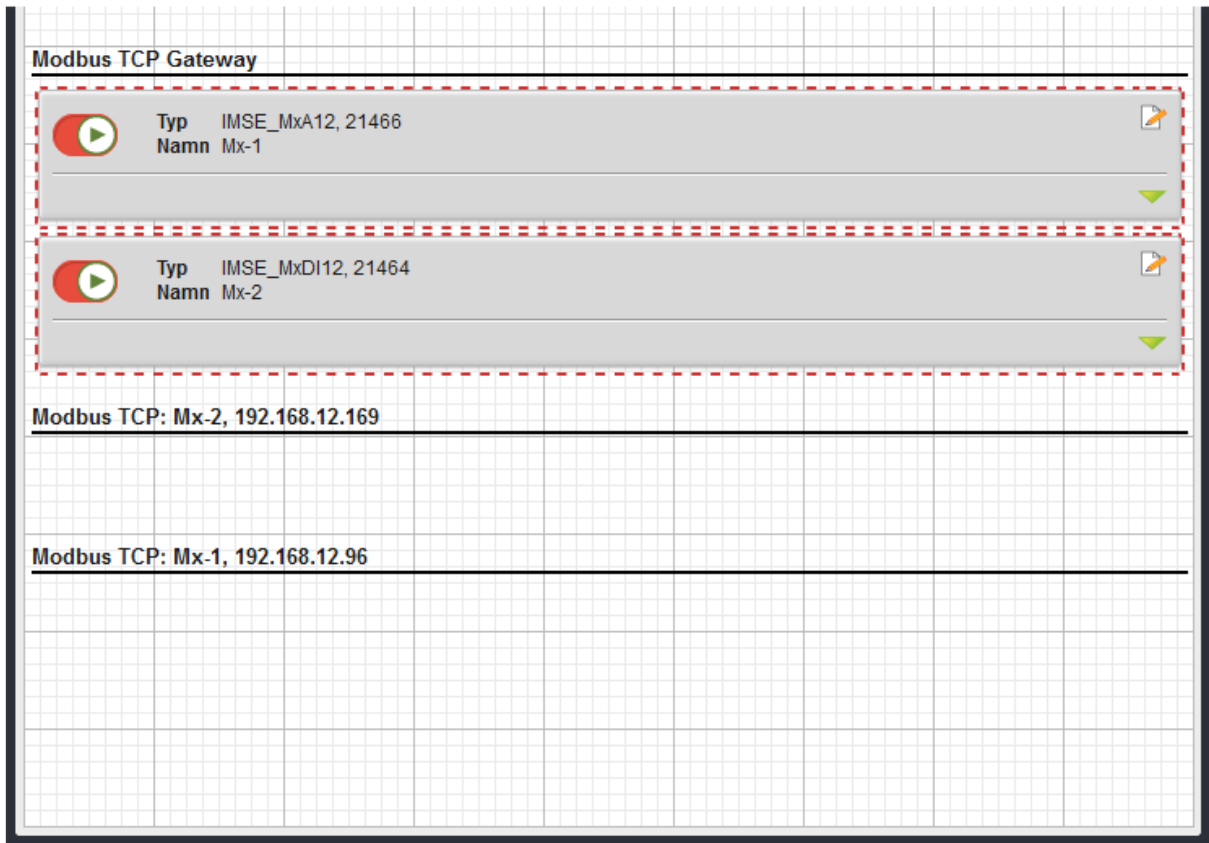 Modbus TCP Gateway
Typ IMSE_MxA12, 21466
Namn Mx-1
Typ IMSE_MxDI12, 21464
Namn Mx-2
Modbus TCP: Mx-2, 192.168.12.169
Modbus TCP: Mx-1, 192.168.12.96